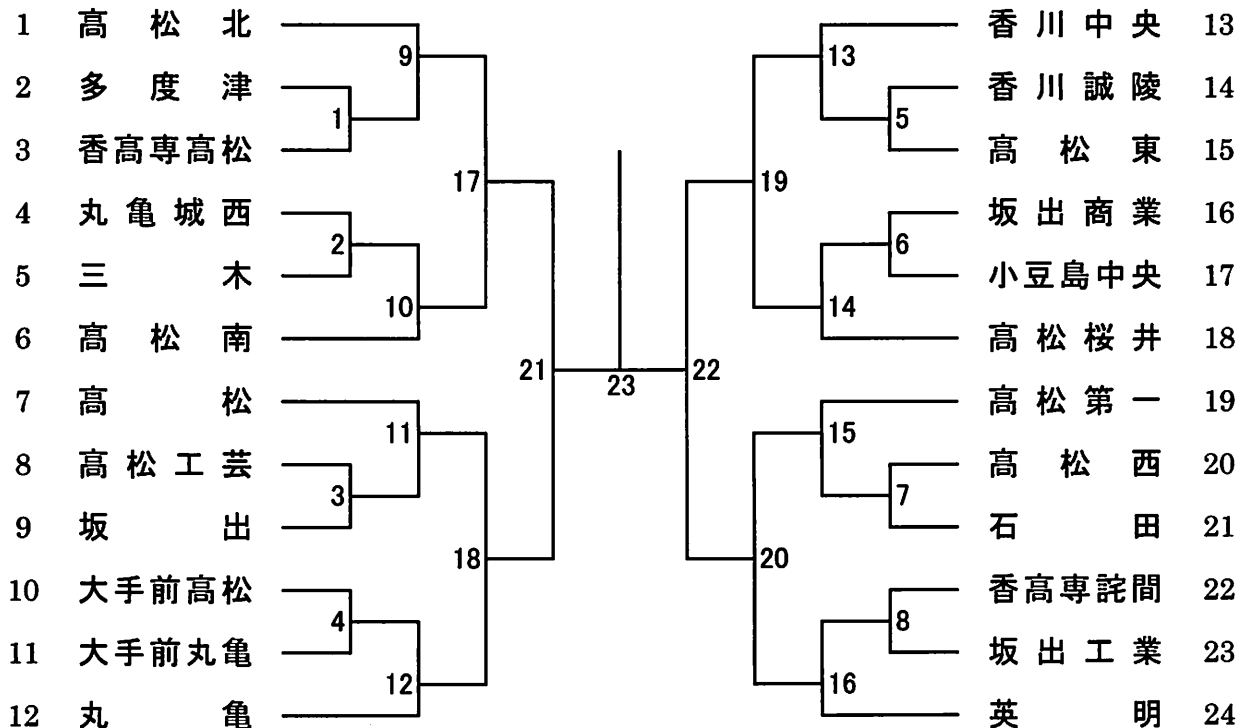 1 高松北
2 多度津
3 香高専高松
4 丸亀城西
5 三木
6 高松南
7 高松
8 高松工芸
9 坂出
10 大手前高松
11 大手前丸亀
12 丸亀
9
1
17
2
10
21
11
3
18
4
12
23
13
5
19
6
14
22
15
7
20
8
16
香川中央 13
香川誠陵 14
高松東 15
坂出商業 16
小豆島中央 17
高松桜井 18
高松第一 19
高松西 20
石田 21
香高専詫間 22
坂出工業 23
英明 24